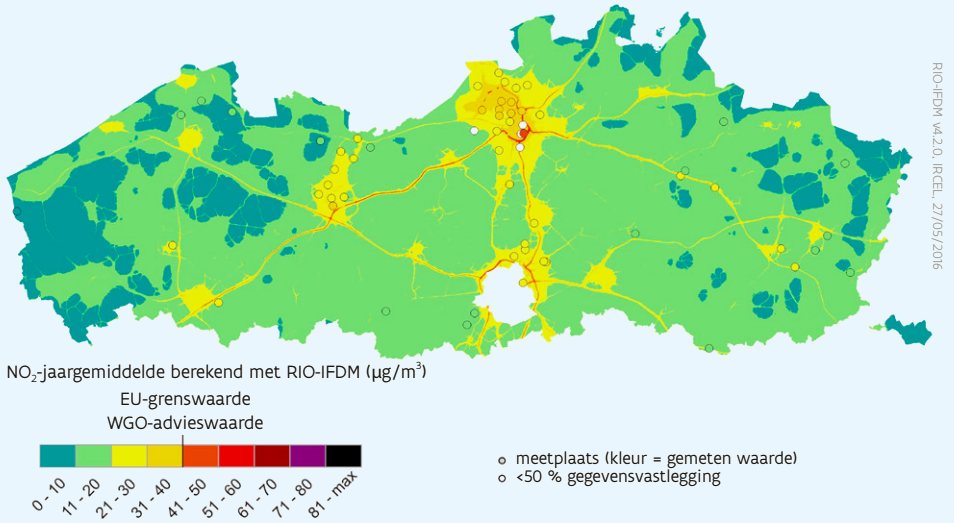 RIO-IFDM v4.2.0, IRCEL, 27/05/2016
NO₂-jaargemiddelde berekend met RIO-IFDM (µg/m³)
EU-grenswaarde
WGO-advieswaarde
0 - 10
11 - 20
21 - 30
31 - 40
41 - 50
51 - 60
61 - 70
71 - 80
81 - max
meetplaats (kleur = gemeten waarde)
<50 % gegevensvastlegging